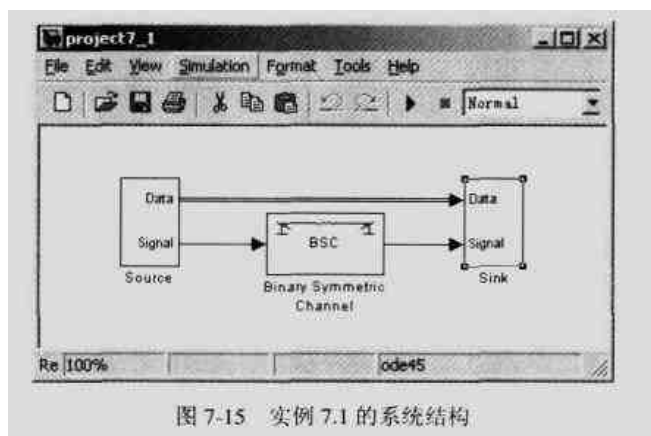 project7_1
File Edit View Simulation Format Tools Help
Normal
Data
Data
Signal
BSC
Signal
Source
Binary Symmetric
Channel
Sink
Re 100%
ode45
图 7-15 实例 7.1 的系统结构